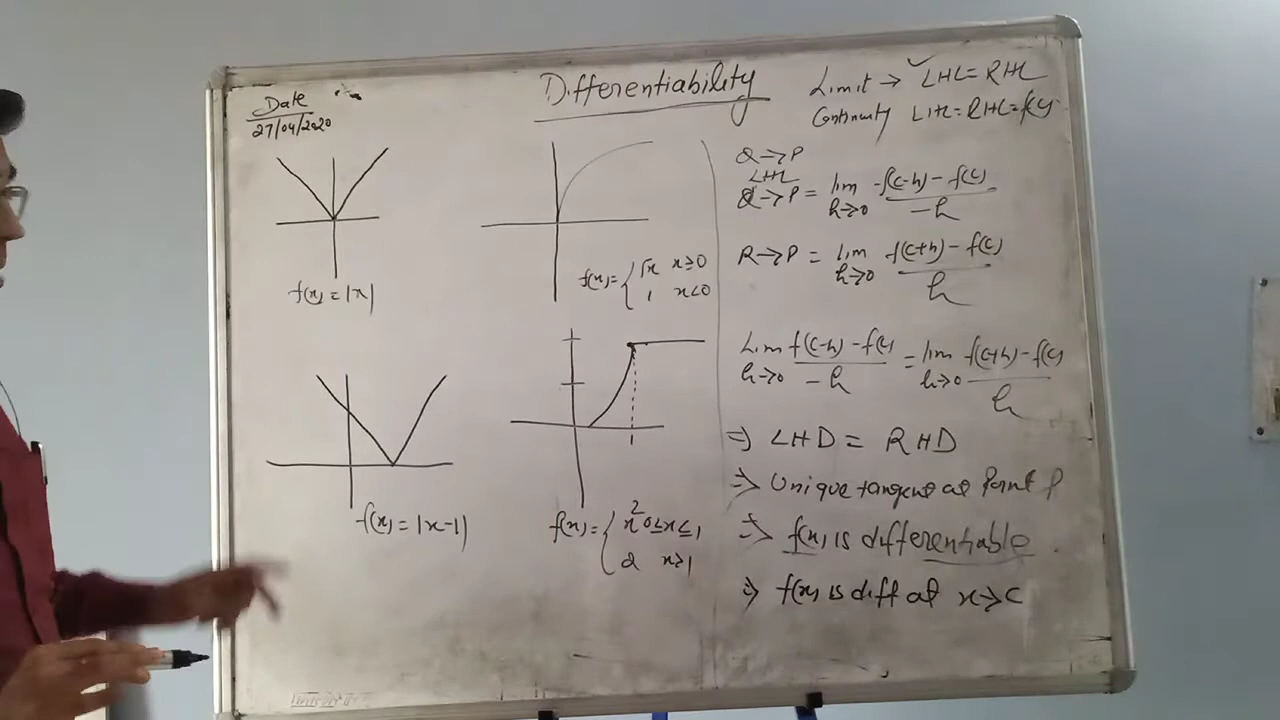 Differentiability
Date
27/04/2020
Limit → ✓ LHL = RHL
Continuity LHL = RHL = f(c)
f(x) = |x|
f(x) = { √x x≥0
1 x<0
f(x) = |x-1|
f(x) = { x² 0≤x≤1
2 x≥1
1
Q→P
LHL
Q→P = lim h→0 f(c-h) - f(c) / -h
R→P = lim h→0 f(c+h) - f(c) / h
Lim h→0 f(c-h) - f(c) / -h = lim h→0 f(c+h) - f(c) / h
⇒ LHD = RHD
⇒ Unique tangent at Point P
⇒ f(x) is differentiable.
⇒ f(x) is diff at x→c